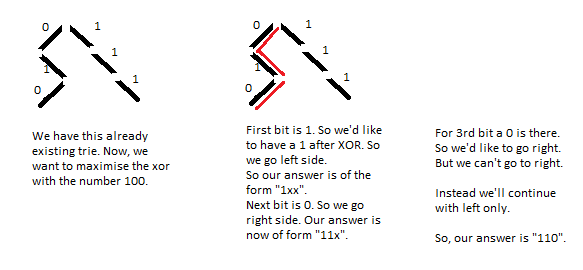 0
1
1
1
0
1
We have this already
existing trie. Now, we
want to maximise the xor
with the number 100.
0
1
1
1
0
1
First bit is 1. So we'd like
to have a 1 after XOR. So
we go left side.
So our answer is of the
form "1xx".
Next bit is 0. So we go
right side. Our answer is
now of form "11x".
For 3rd bit a 0 is there.
So we'd like to go right.
But we can't go to right.
Instead we'll continue
with left only.
So, our answer is "110".